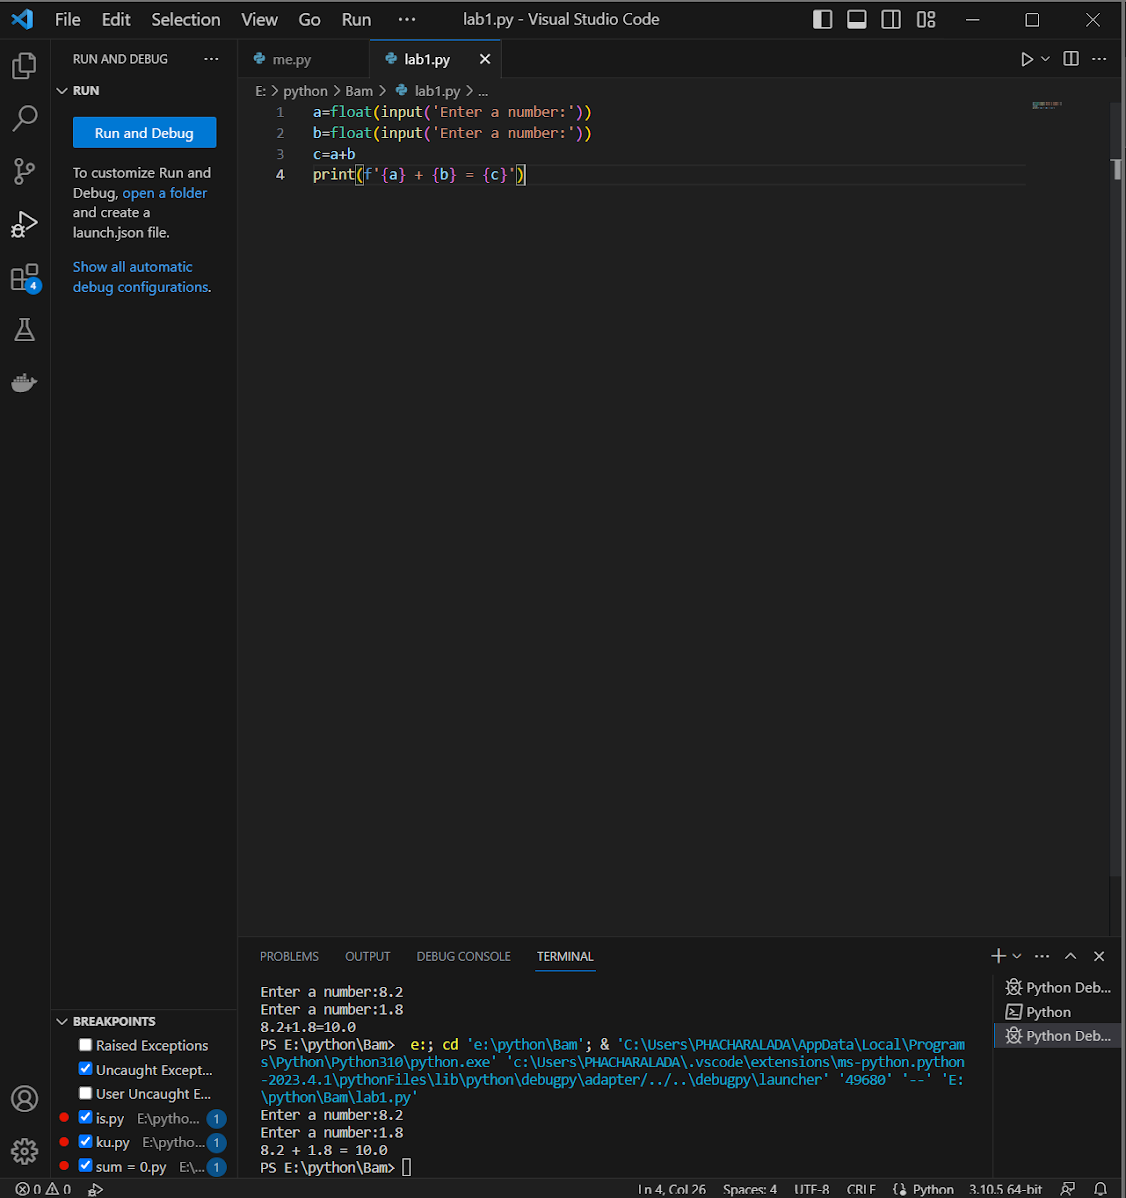 File Edit Selection View Go Run ··· lab1.py - Visual Studio Code
RUN AND DEBUG ···
RUN
Run and Debug
To customize Run and
Debug, open a folder
and create a
launch.json file.
Show all automatic
debug configurations.
4
me.py lab1.py
E: > python > Bam > lab1.py > ...
1 a=float(input('Enter a number:'))
2 b=float(input('Enter a number:'))
3 c=a+b
4 print(f'{a} + {b} = {c}')
BREAKPOINTS
Raised Exceptions
Uncaught Except...
User Uncaught E...
is.py E:\pytho... 1
ku.py E:\pytho... 1
sum = 0.py E:\... 1
PROBLEMS OUTPUT DEBUG CONSOLE TERMINAL
Enter a number:8.2
Enter a number:1.8
8.2+1.8=10.0
PS E:\python\Bam>  e:; cd 'e:\python\Bam'; & 'C:\Users\PHACHARALADA\AppData\Local\Program
s\Python\Python310\python.exe' 'c:\Users\PHACHARALADA\.vscode\extensions\ms-python.python
-2023.4.1\pythonFiles\lib\python\debugpy\adapter/../..\debugpy\launcher' '49680' '--' 'E:
\python\Bam\lab1.py'
Enter a number:8.2
Enter a number:1.8
8.2 + 1.8 = 10.0
PS E:\python\Bam>
Python Deb...
Python
Python Deb...
0 0 Ln 4, Col 26 Spaces: 4 UTF-8 CRLF Python 3.10.5 64-bit